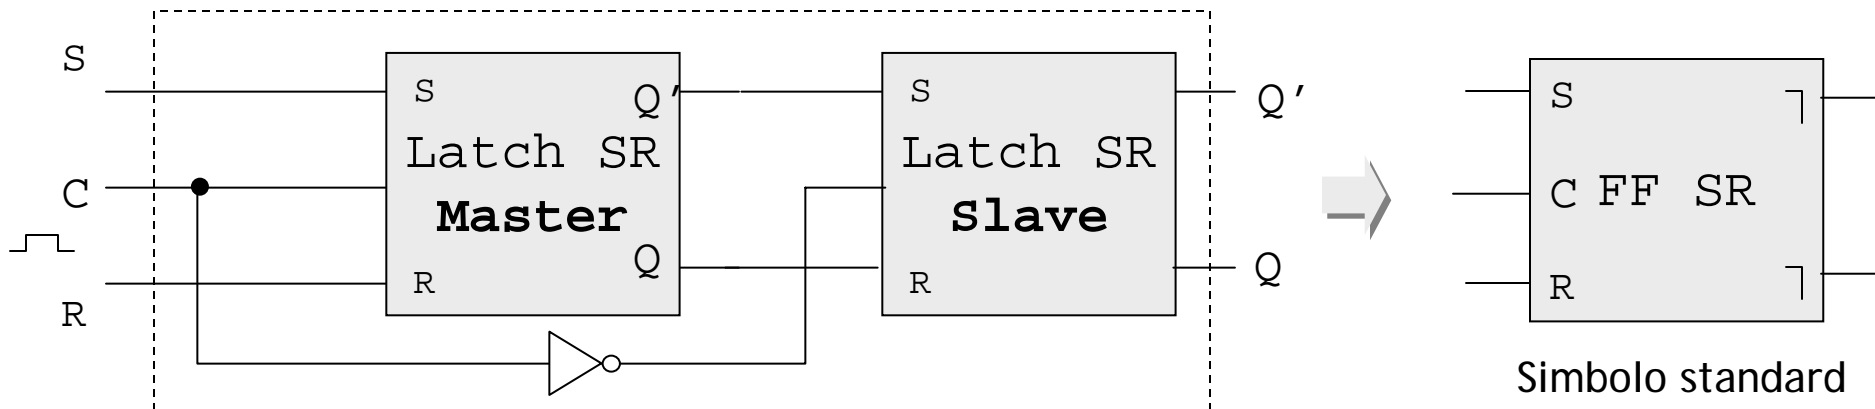 S
C
R
S
Q'
Latch SR
Master
Q
R
S
Latch SR
Slave
R
Q'
Q
S
C FF SR
R
Simbolo standard